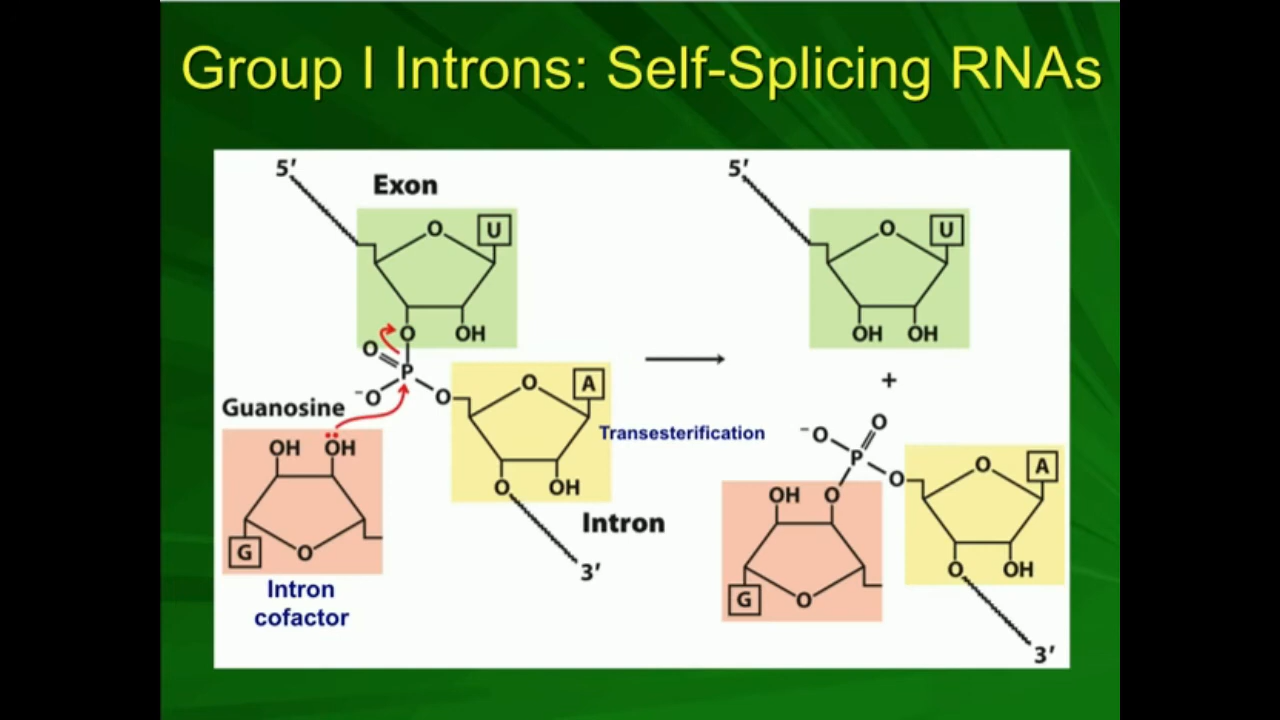 Group I Introns: Self-Splicing RNAs
5′
Exon
O
U
O
OH
O
P
⁻O
O
Guanosine
OH
OH
G
O
Intron
cofactor
O
A
O
OH
Intron
3′
Transesterification
5′
O
U
OH
OH
+
⁻O
O
P
O
OH
O
G
O
O
A
O
OH
3′